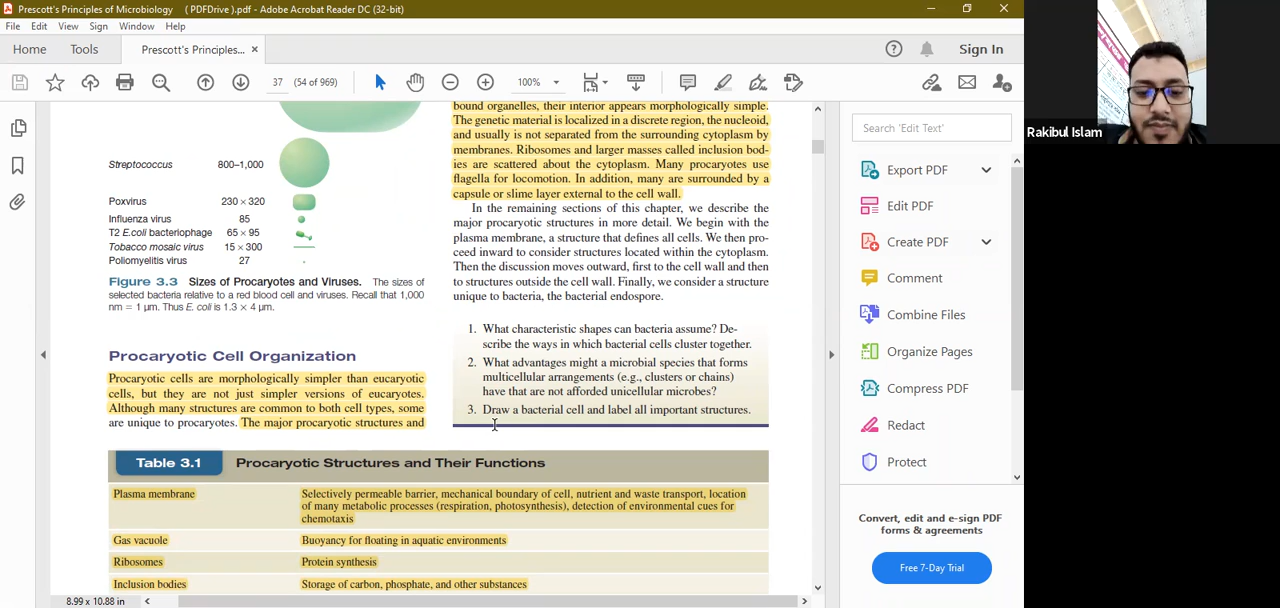 Prescott's Principles of Microbiology ( PDFDrive ).pdf - Adobe Acrobat Reader DC (32-bit)
File Edit View Sign Window Help
Home Tools Prescott's Principles... × Sign In
37 (54 of 969) 100%
Streptococcus 800–1,000
Poxvirus 230 × 320
Influenza virus 85
T2 E.coli bacteriophage 65 × 95
Tobacco mosaic virus 15 × 300
Poliomyelitis virus 27
Figure 3.3 Sizes of Procaryotes and Viruses. The sizes of
selected bacteria relative to a red blood cell and viruses. Recall that 1,000
nm = 1 μm. Thus E. coli is 1.3 × 4 μm.
Procaryotic Cell Organization
Procaryotic cells are morphologically simpler than eucaryotic
cells, but they are not just simpler versions of eucaryotes.
Although many structures are common to both cell types, some
are unique to procaryotes. The major procaryotic structures and
bound organelles, their interior appears morphologically simple.
The genetic material is localized in a discrete region, the nucleoid,
and usually is not separated from the surrounding cytoplasm by
membranes. Ribosomes and larger masses called inclusion bod-
ies are scattered about the cytoplasm. Many procaryotes use
flagella for locomotion. In addition, many are surrounded by a
capsule or slime layer external to the cell wall.
In the remaining sections of this chapter, we describe the
major procaryotic structures in more detail. We begin with the
plasma membrane, a structure that defines all cells. We then pro-
ceed inward to consider structures located within the cytoplasm.
Then the discussion moves outward, first to the cell wall and then
to structures outside the cell wall. Finally, we consider a structure
unique to bacteria, the bacterial endospore.
1. What characteristic shapes can bacteria assume? De-
scribe the ways in which bacterial cells cluster together.
2. What advantages might a microbial species that forms
multicellular arrangements (e.g., clusters or chains)
have that are not afforded unicellular microbes?
3. Draw a bacterial cell and label all important structures.
Table 3.1 Procaryotic Structures and Their Functions
Plasma membrane Selectively permeable barrier, mechanical boundary of cell, nutrient and waste transport, location
of many metabolic processes (respiration, photosynthesis), detection of environmental cues for
chemotaxis
Gas vacuole Buoyancy for floating in aquatic environments
Ribosomes Protein synthesis
Inclusion bodies Storage of carbon, phosphate, and other substances
8.99 x 10.88 in
Search 'Edit Text'
Export PDF
Edit PDF
Create PDF
Comment
Combine Files
Organize Pages
Compress PDF
Redact
Protect
Convert, edit and e-sign PDF
forms & agreements
Free 7-Day Trial
Rakibul Islam